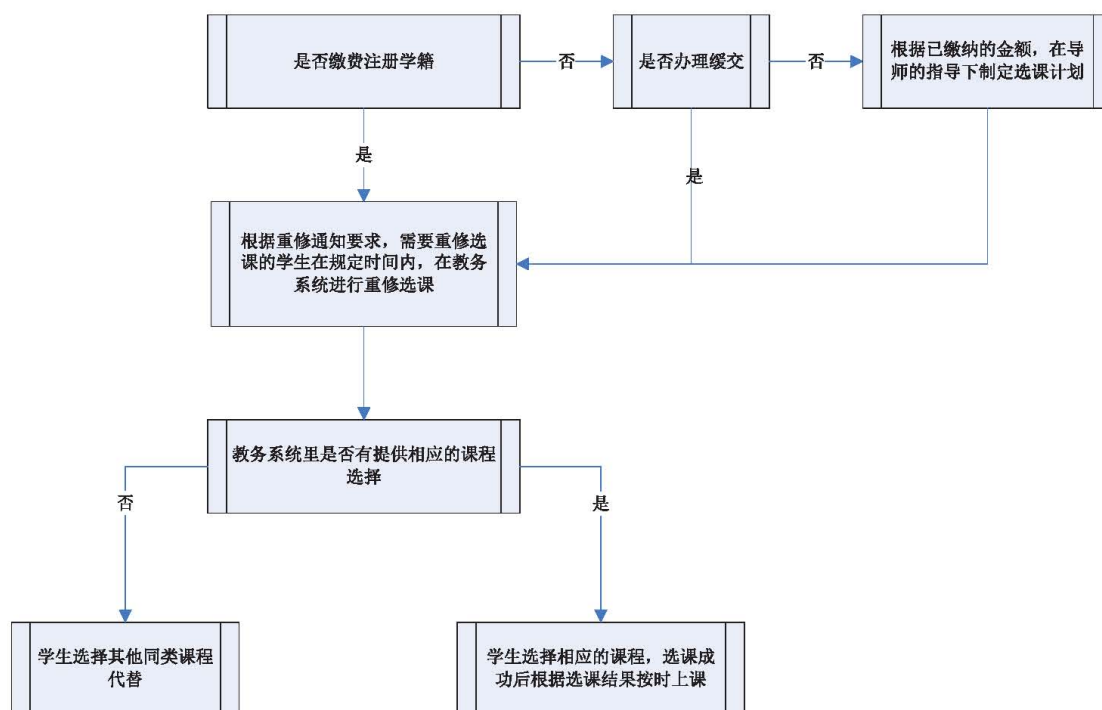 是否缴费注册学籍
否
是否办理缓交
否
根据已缴纳的金额，在导
师的指导下制定选课计划
是
是
根据重修通知要求，需要重修选
课的学生在规定时间内，在教务
系统进行重修选课
教务系统里是否有提供相应的课程
选择
否
是
学生选择其他同类课程
代替
学生选择相应的课程，选课成
功后根据选课结果按时上课